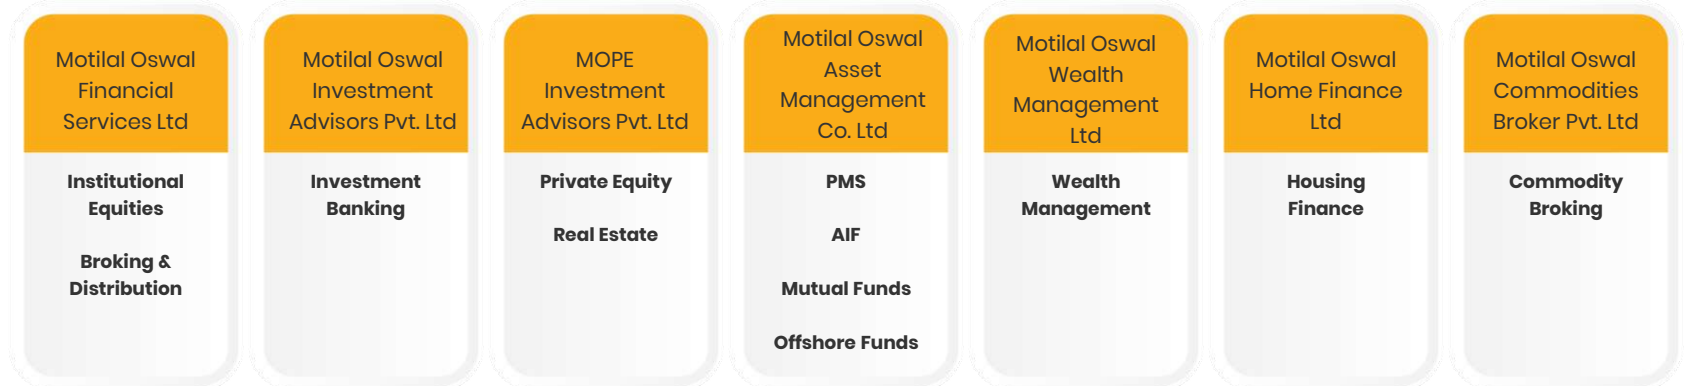 Motilal Oswal
Financial
Services Ltd
Institutional
Equities
Broking &
Distribution
Motilal Oswal
Investment
Advisors Pvt. Ltd
Investment
Banking
MOPE
Investment
Advisors Pvt. Ltd
Private Equity
Real Estate
Motilal Oswal
Asset
Management
Co. Ltd
PMS
AIF
Mutual Funds
Offshore Funds
Motilal Oswal
Wealth
Management
Ltd
Wealth
Management
Motilal Oswal
Home Finance
Ltd
Housing
Finance
Motilal Oswal
Commodities
Broker Pvt. Ltd
Commodity
Broking